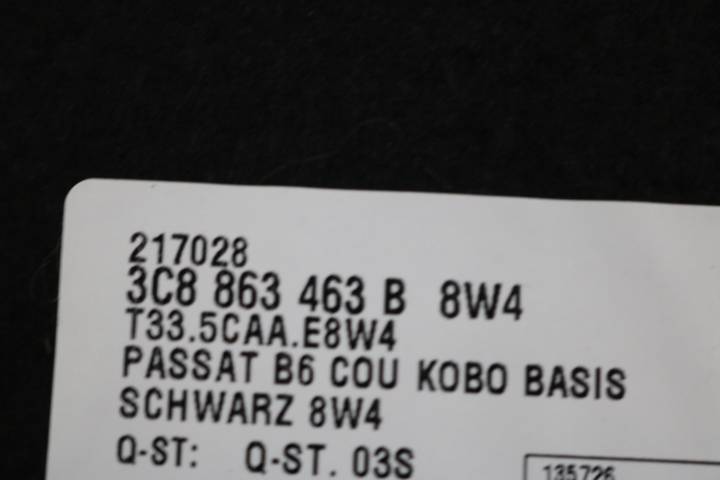 217028
3C8 863 463 B 8W4
T33.5CAA.E8W4
PASSAT B6 COU KOBO BASIS
SCHWARZ 8W4
Q-ST: Q-ST. 03S
135726